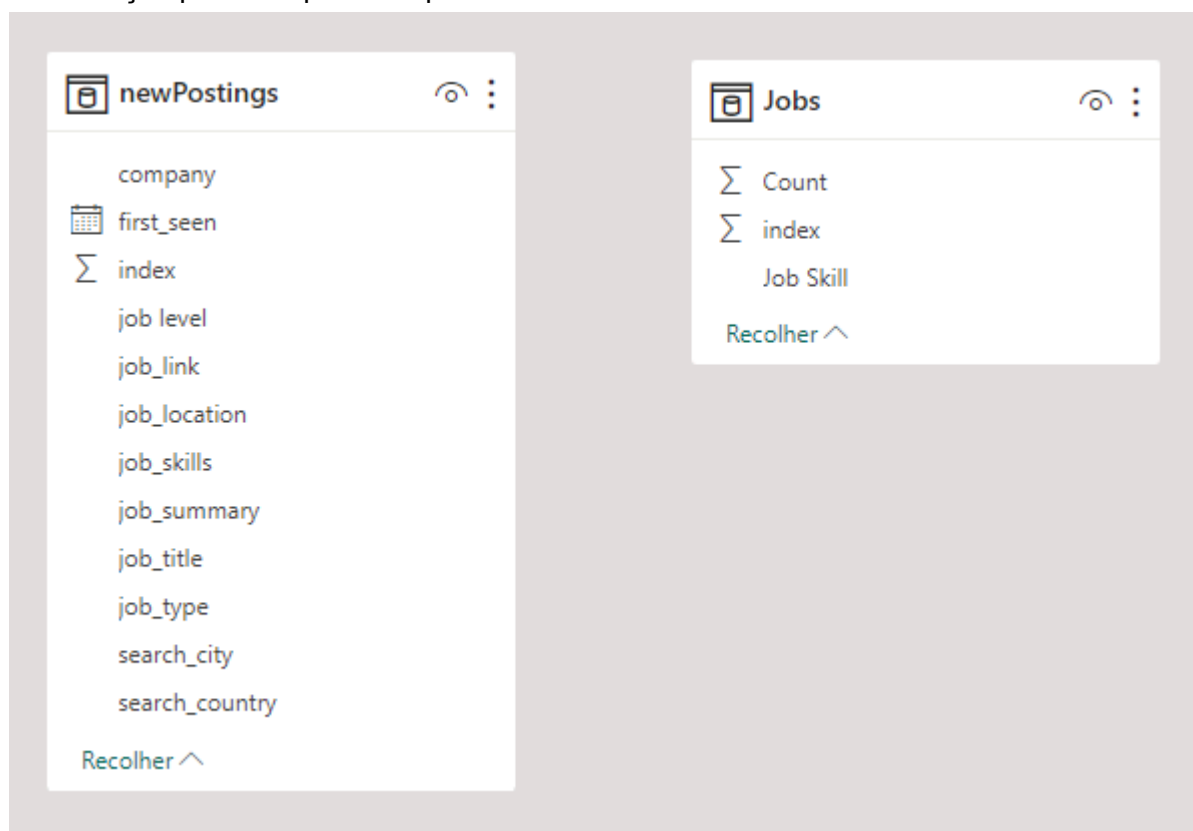 newPostings
company
first_seen
index
job level
job_link
job_location
job_skills
job_summary
job_title
job_type
search_city
search_country
Recolher
Jobs
Count
index
Job Skill
Recolher